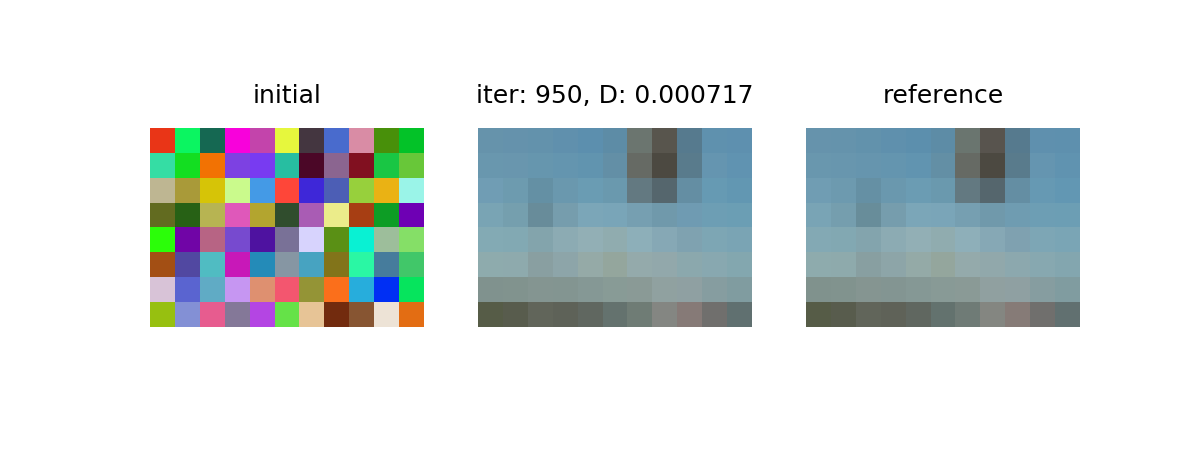 initial
iter: 950, D: 0.000717
reference